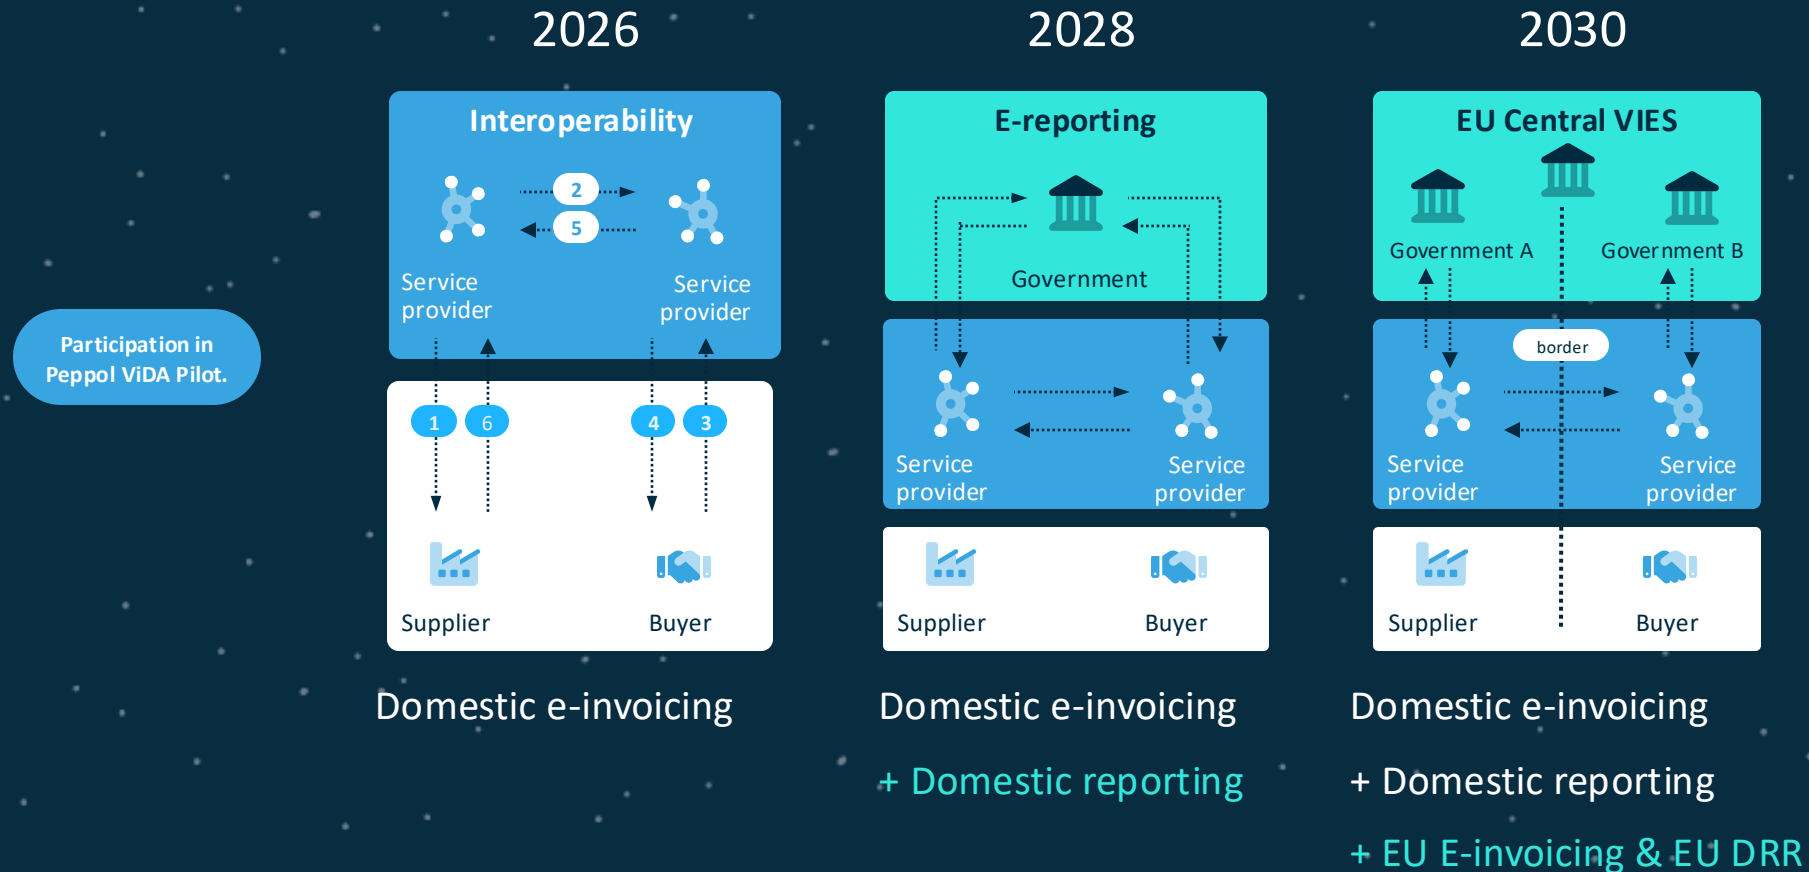 2026
2028
2030
Participation in
Peppol ViDA Pilot.
Interoperability
2
5
Service
provider
Service
provider
1
6
4
3
Supplier
Buyer
Domestic e-invoicing
E-reporting
Government
Service
provider
Service
provider
Supplier
Buyer
Domestic e-invoicing
+ Domestic reporting
EU Central VIES
Government A
Government B
border
Service
provider
Service
provider
Supplier
Buyer
Domestic e-invoicing
+ Domestic reporting
+ EU E-invoicing & EU DRR